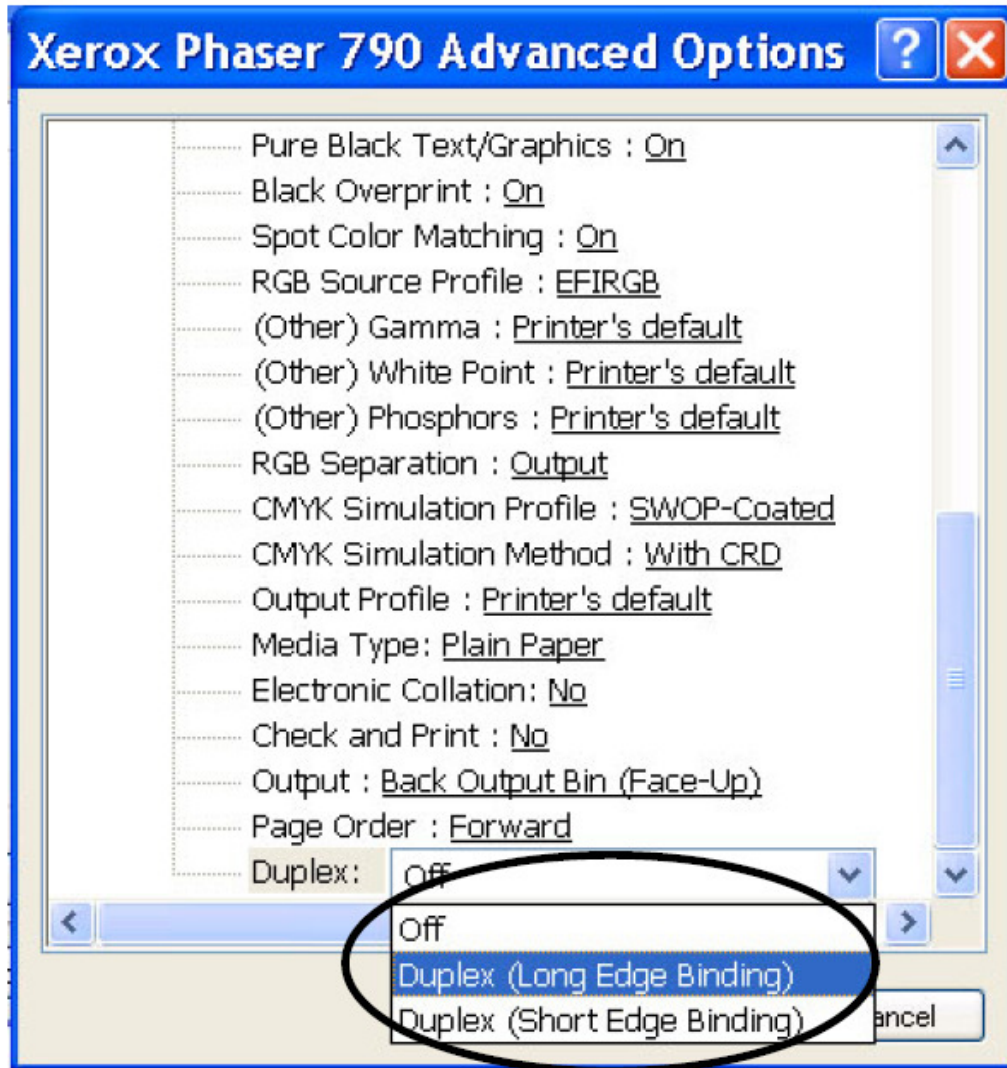 Xerox Phaser 790 Advanced Options
Pure Black Text/Graphics : On
Black Overprint : On
Spot Color Matching : On
RGB Source Profile : EFIRGB
(Other) Gamma : Printer's default
(Other) White Point : Printer's default
(Other) Phosphors : Printer's default
RGB Separation : Output
CMYK Simulation Profile : SWOP-Coated
CMYK Simulation Method : With CRD
Output Profile : Printer's default
Media Type: Plain Paper
Electronic Collation: No
Check and Print : No
Output : Back Output Bin (Face-Up)
Page Order : Forward
Duplex: Off
Off
Duplex (Long Edge Binding)
Duplex (Short Edge Binding)
ancel